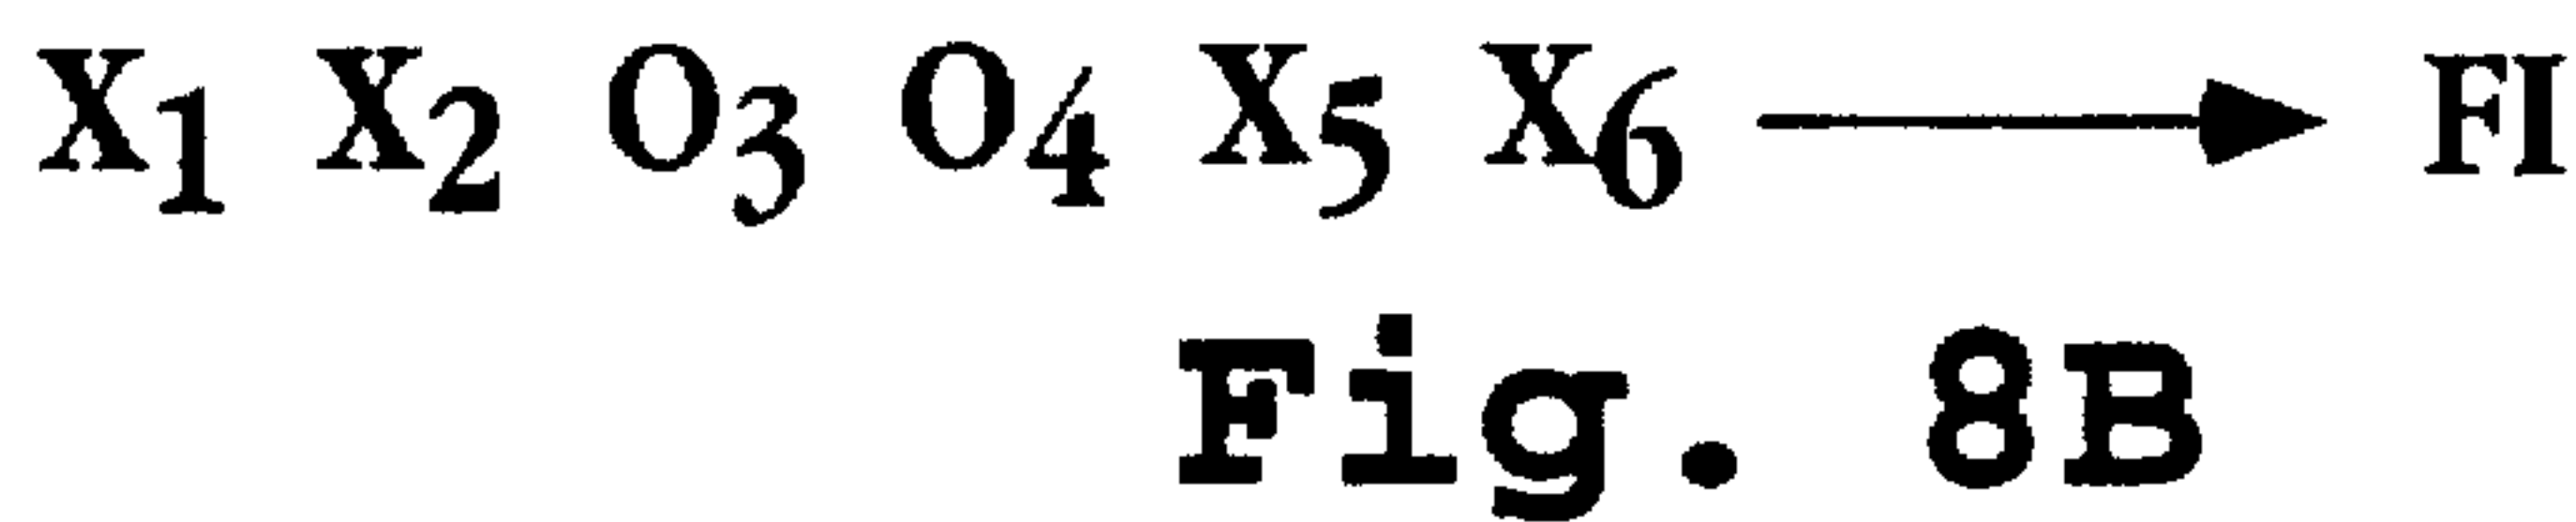 X₁ X₂ O₃ O₄ X₅ X₆ → FI
Fig. 8B